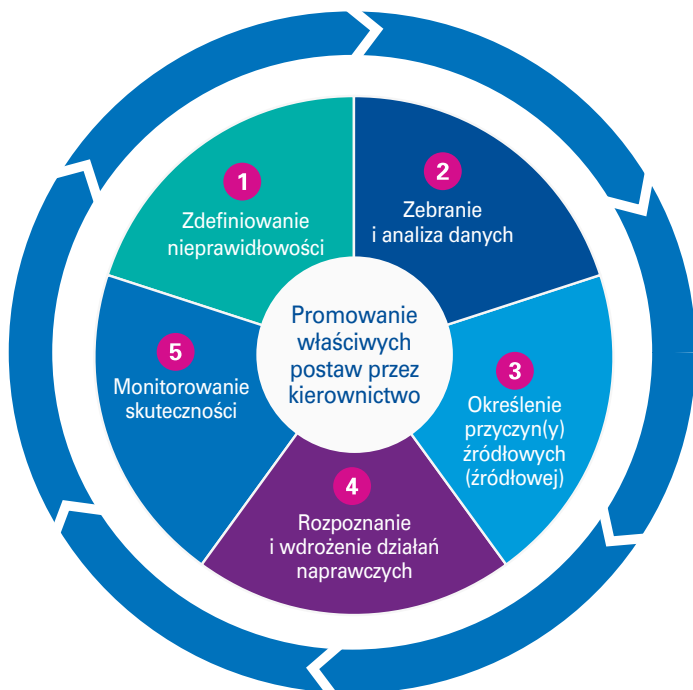 1
Zdefiniowanie
nieprawidłowości
2
Zebranie
i analiza danych
3
Określenie
przyczyn(y)
źródłowych
(źródłowej)
4
Rozpoznanie
i wdrożenie działań
naprawczych
5
Monitorowanie
skuteczności
Promowanie
właściwych
postaw przez
kierownictwo